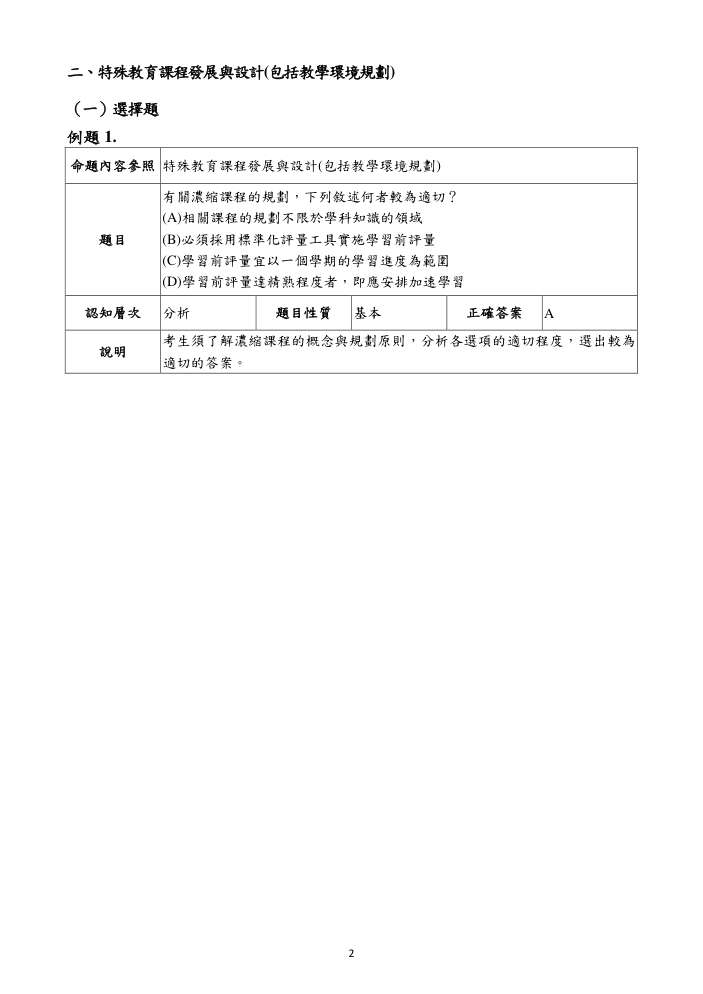 二、特殊教育課程發展與設計(包括教學環境規劃)
（一）選擇題
例題 1.
命題內容參照 特殊教育課程發展與設計(包括教學環境規劃)
題目
有關濃縮課程的規劃，下列敘述何者較為適切？
(A)相關課程的規劃不限於學科知識的領域
(B)必須採用標準化評量工具實施學習前評量
(C)學習前評量宜以一個學期的學習進度為範圍
(D)學習前評量達精熟程度者，即應安排加速學習
認知層次 分析 題目性質 基本 正確答案 A
說明
考生須了解濃縮課程的概念與規劃原則，分析各選項的適切程度，選出較為
適切的答案。
2